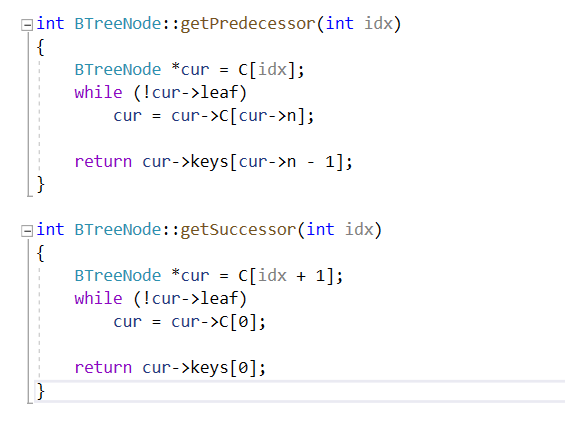 int BTreeNode::getPredecessor(int idx)
{
    BTreeNode *cur = C[idx];
    while (!cur->leaf)
        cur = cur->C[cur->n];

    return cur->keys[cur->n - 1];
}

int BTreeNode::getSuccessor(int idx)
{
    BTreeNode *cur = C[idx + 1];
    while (!cur->leaf)
        cur = cur->C[0];

    return cur->keys[0];
}